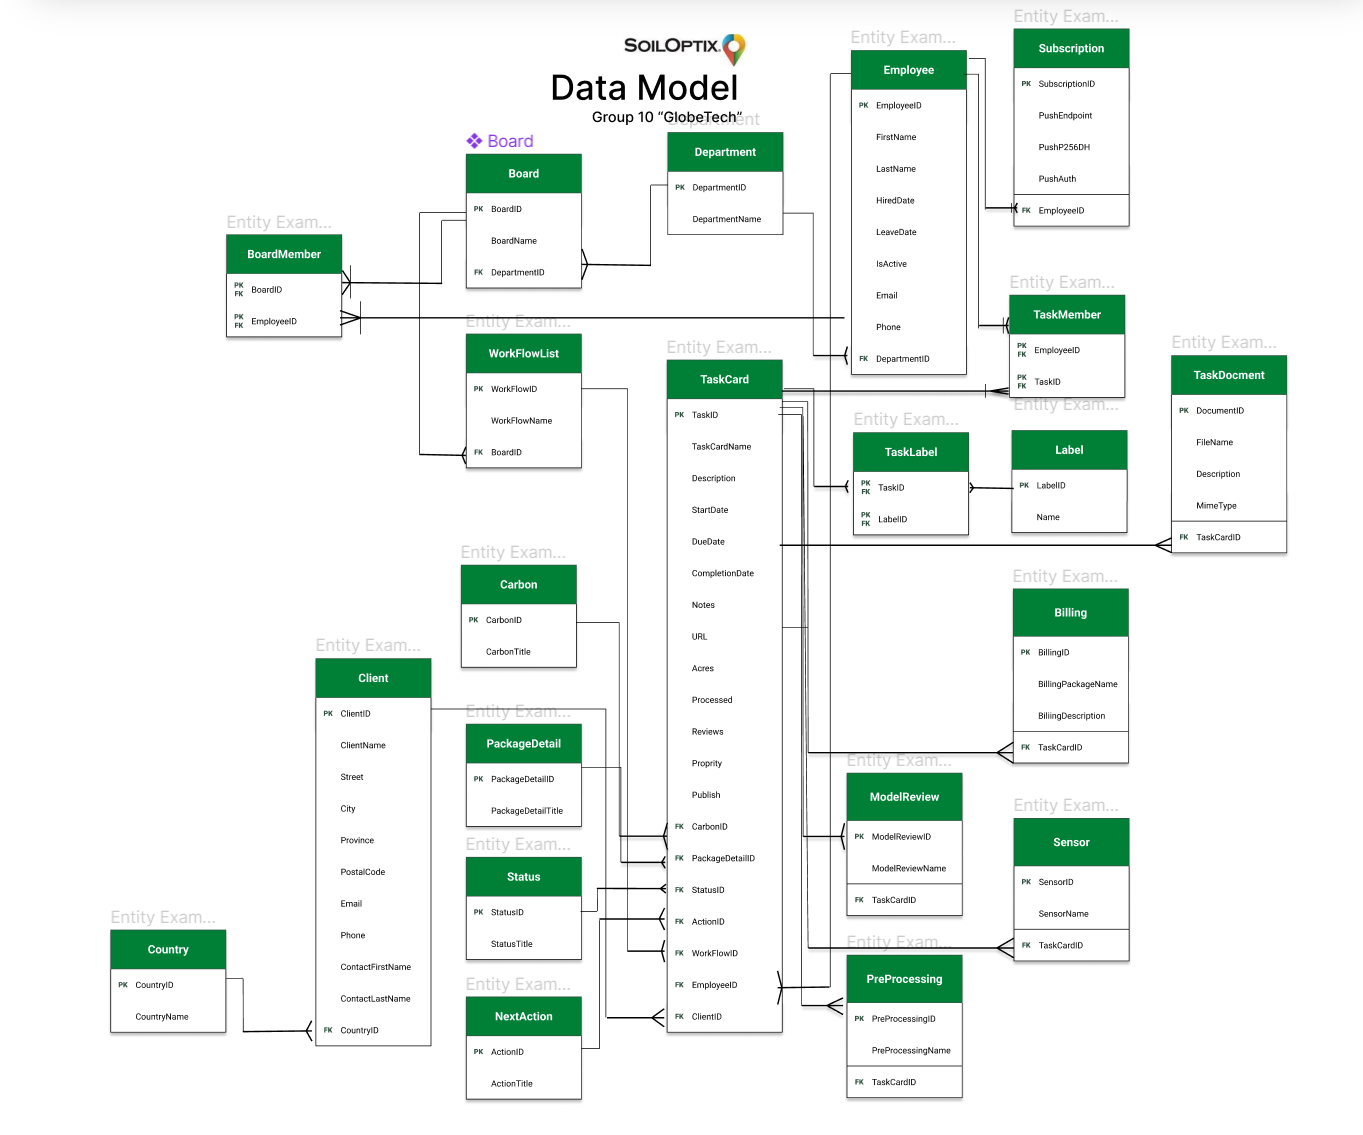 SOILOPTIX
Data Model
Group 10 “GlobeTech”
Department
Department
PK DepartmentID
DepartmentName
Board
Board
PK BoardID
BoardName
FK DepartmentID
Entity Exam...
BoardMember
PK FK BoardID
PK FK EmployeeID
Entity Exam...
WorkFlowList
PK WorkFlowID
WorkFlowName
FK BoardID
Entity Exam...
Employee
PK EmployeeID
FirstName
LastName
HiredDate
LeaveDate
IsActive
Email
Phone
FK DepartmentID
Entity Exam...
Subscription
PK SubscriptionID
PushEndpoint
PushP256DH
PushAuth
FK EmployeeID
Entity Exam...
TaskMember
PK FK EmployeeID
PK FK TaskID
Entity Exam...
TaskCard
PK TaskID
TaskCardName
Description
StartDate
DueDate
CompletionDate
Notes
URL
Acres
Processed
Reviews
Proprity
Publish
FK CarbonID
FK PackageDetailID
FK StatusID
FK ActionID
FK WorkFlowID
FK EmployeeID
FK ClientID
Entity Exam...
TaskLabel
PK FK TaskID
PK FK LabelID
Entity Exam...
Label
PK LabelID
Name
Entity Exam...
TaskDocment
PK DocumentID
FileName
Description
MimeType
FK TaskCardID
Entity Exam...
Carbon
PK CarbonID
CarbonTitle
Entity Exam...
Client
PK ClientID
ClientName
Street
City
Province
PostalCode
Email
Phone
ContactFirstName
ContactLastName
FK CountryID
Entity Exam...
PackageDetail
PK PackageDetailID
PackageDetailTitle
Entity Exam...
Status
PK StatusID
StatusTitle
Entity Exam...
NextAction
PK ActionID
ActionTitle
Entity Exam...
Country
PK CountryID
CountryName
Entity Exam...
Billing
PK BillingID
BillingPackageName
BiliingDescription
FK TaskCardID
Entity Exam...
ModelReview
PK ModelReviewID
ModelReviewName
FK TaskCardID
Entity Exam...
Sensor
PK SensorID
SensorName
FK TaskCardID
Entity Exam...
PreProcessing
PK PreProcessingID
PreProcessingName
FK TaskCardID